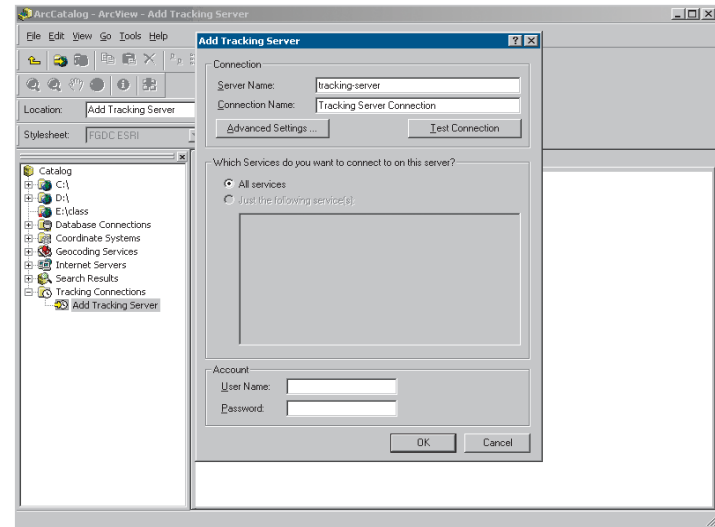 ArcCatalog - ArcView - Add Tracking Server
File Edit View Go Tools Help
Location: Add Tracking Server
Stylesheet: FGDC ESRI
Catalog
C:\
D:\
E:\class
Database Connections
Coordinate Systems
Geocoding Services
Internet Servers
Search Results
Tracking Connections
Add Tracking Server
Add Tracking Server
Connection
Server Name: tracking-server
Connection Name: Tracking Server Connection
Advanced Settings ... Test Connection
Which Services do you want to connect to on this server?
All services
Just the following service(s):
Account
User Name:
Password:
OK Cancel